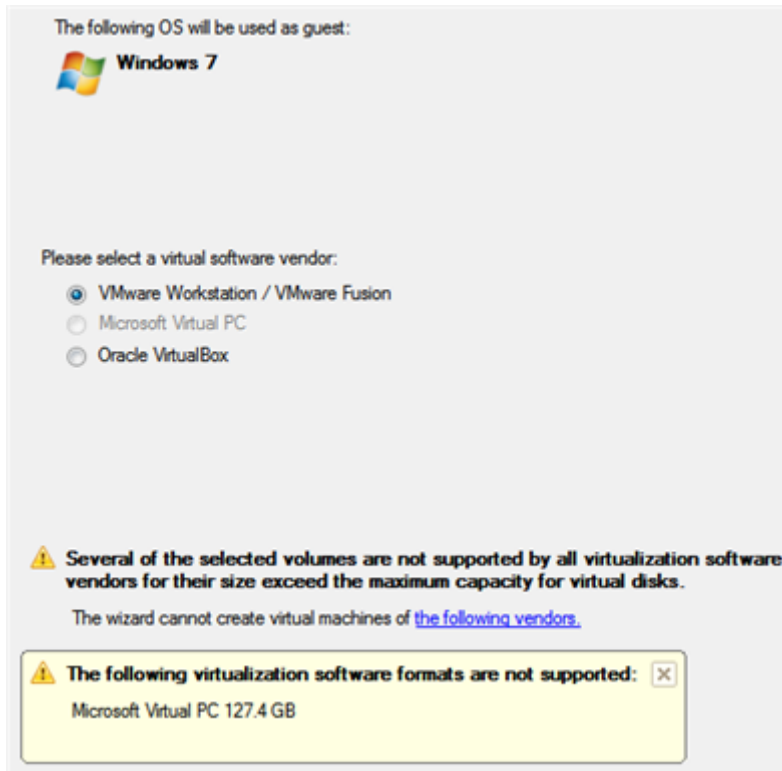 The following OS will be used as guest:
Windows 7
Please select a virtual software vendor:
VMware Workstation / VMware Fusion
Microsoft Virtual PC
Oracle VirtualBox
Several of the selected volumes are not supported by all virtualization software
vendors for their size exceed the maximum capacity for virtual disks.
The wizard cannot create virtual machines of the following vendors.
The following virtualization software formats are not supported:
Microsoft Virtual PC 127.4 GB